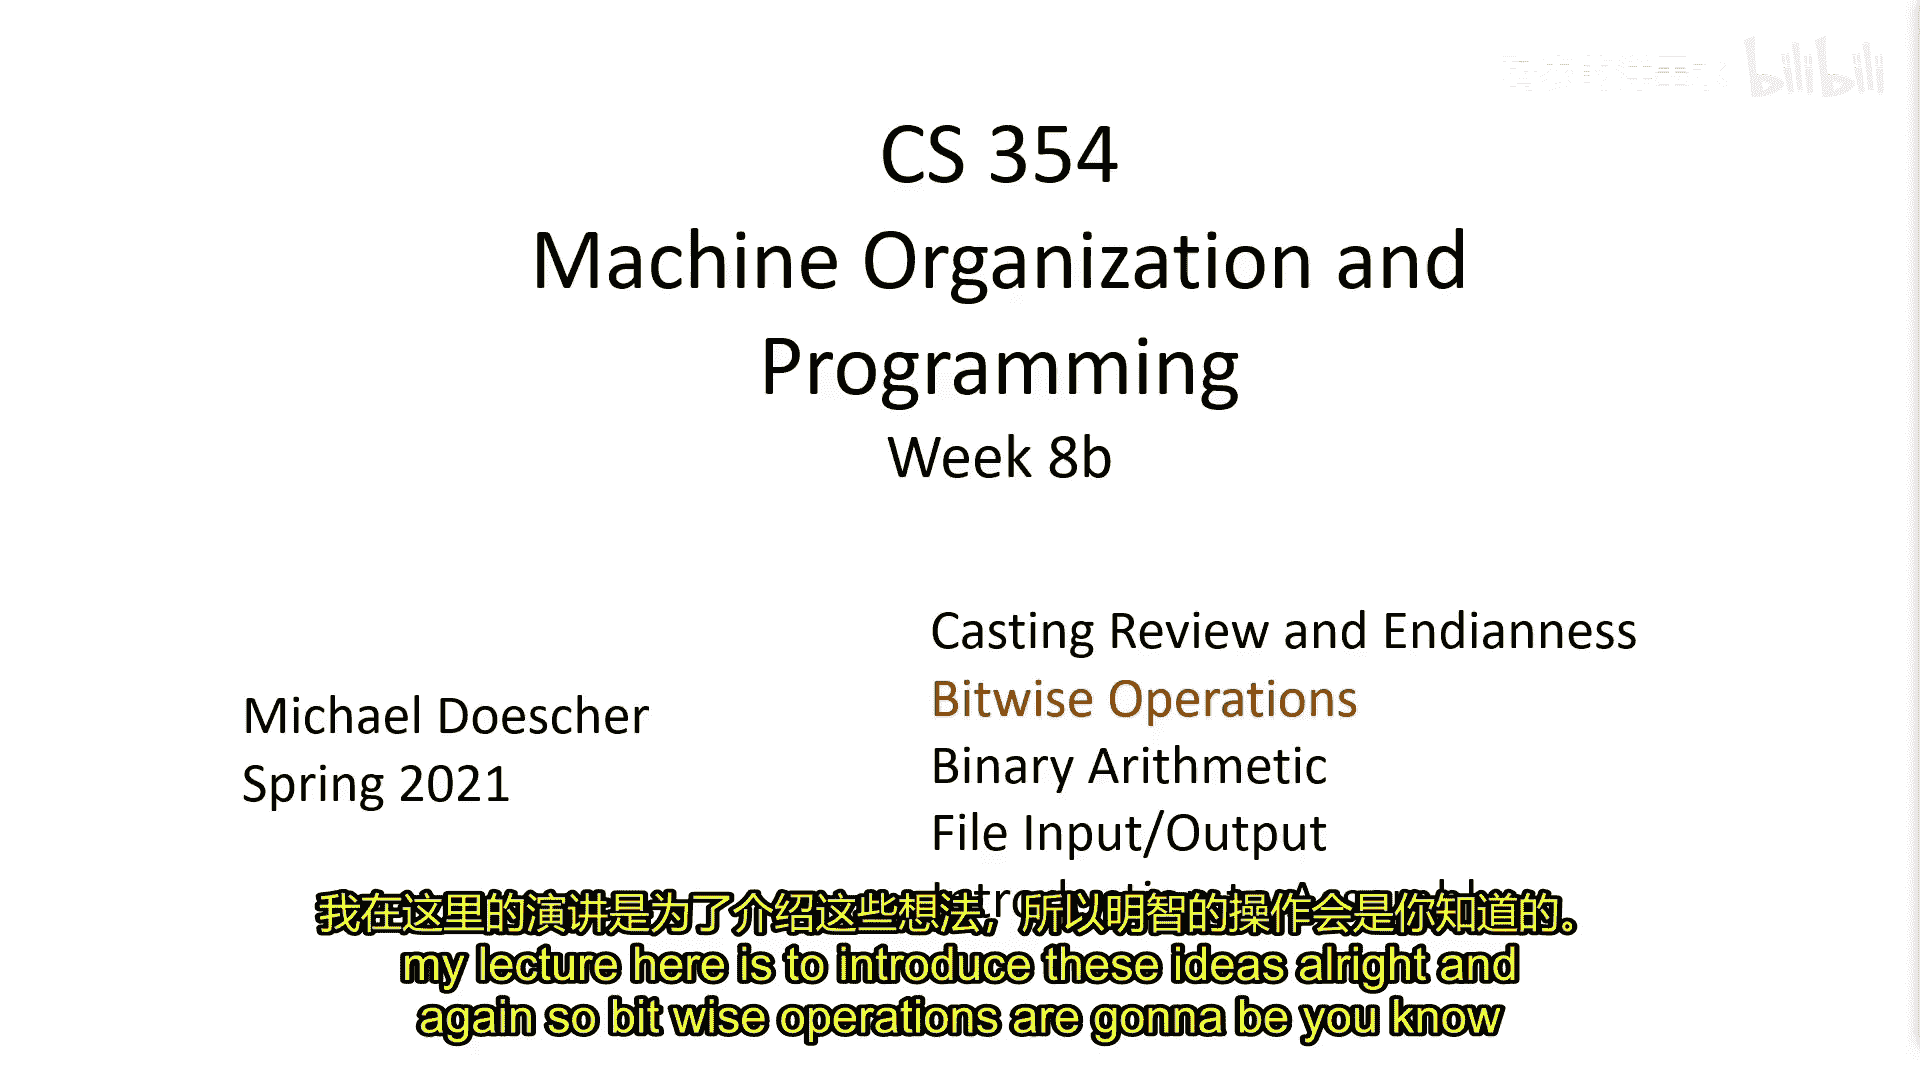 bilibili
CS 354
Machine Organization and
Programming
Week 8b
Michael Doescher
Spring 2021
Casting Review and Endianness
Bitwise Operations
Binary Arithmetic
File Input/Output
我在这里的演讲是为了介绍这些想法，所以明智的操作会是你知道的。
my lecture here is to introduce these ideas alright and
again so bit wise operations are gonna be you know